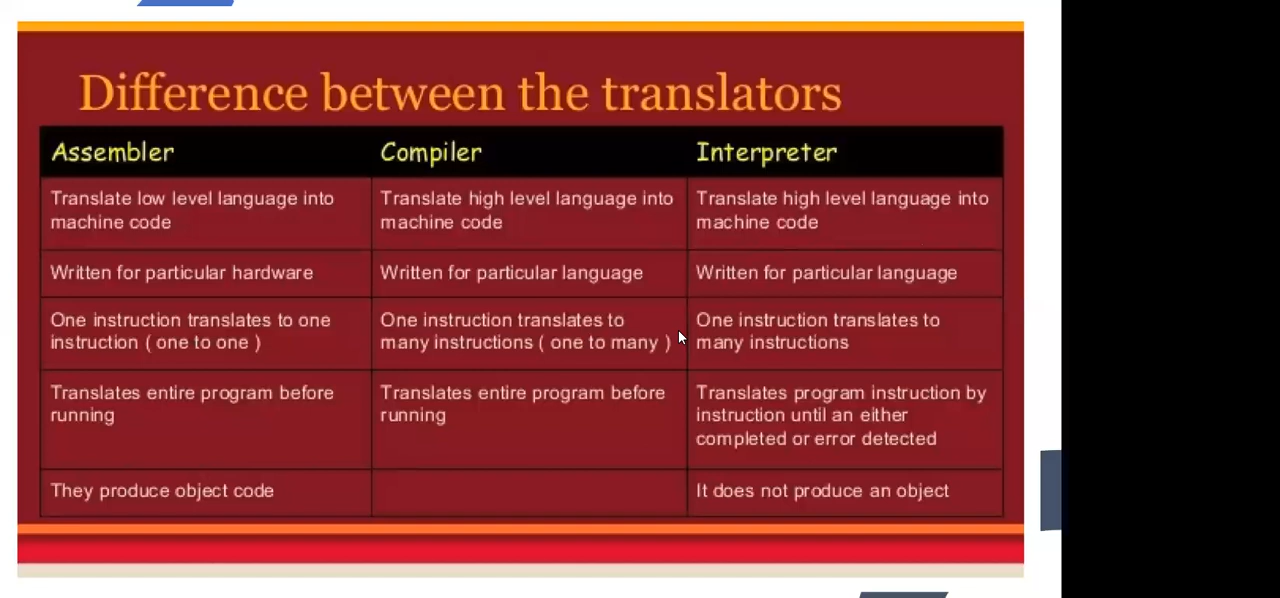 Difference between the translators
Assembler
Compiler
Interpreter
Translate low level language into
machine code
Translate high level language into
machine code
Translate high level language into
machine code
Written for particular hardware
Written for particular language
Written for particular language
One instruction translates to one
instruction ( one to one )
One instruction translates to
many instructions ( one to many )
One instruction translates to
many instructions
Translates entire program before
running
Translates entire program before
running
Translates program instruction by
instruction until an either
completed or error detected
They produce object code
It does not produce an object